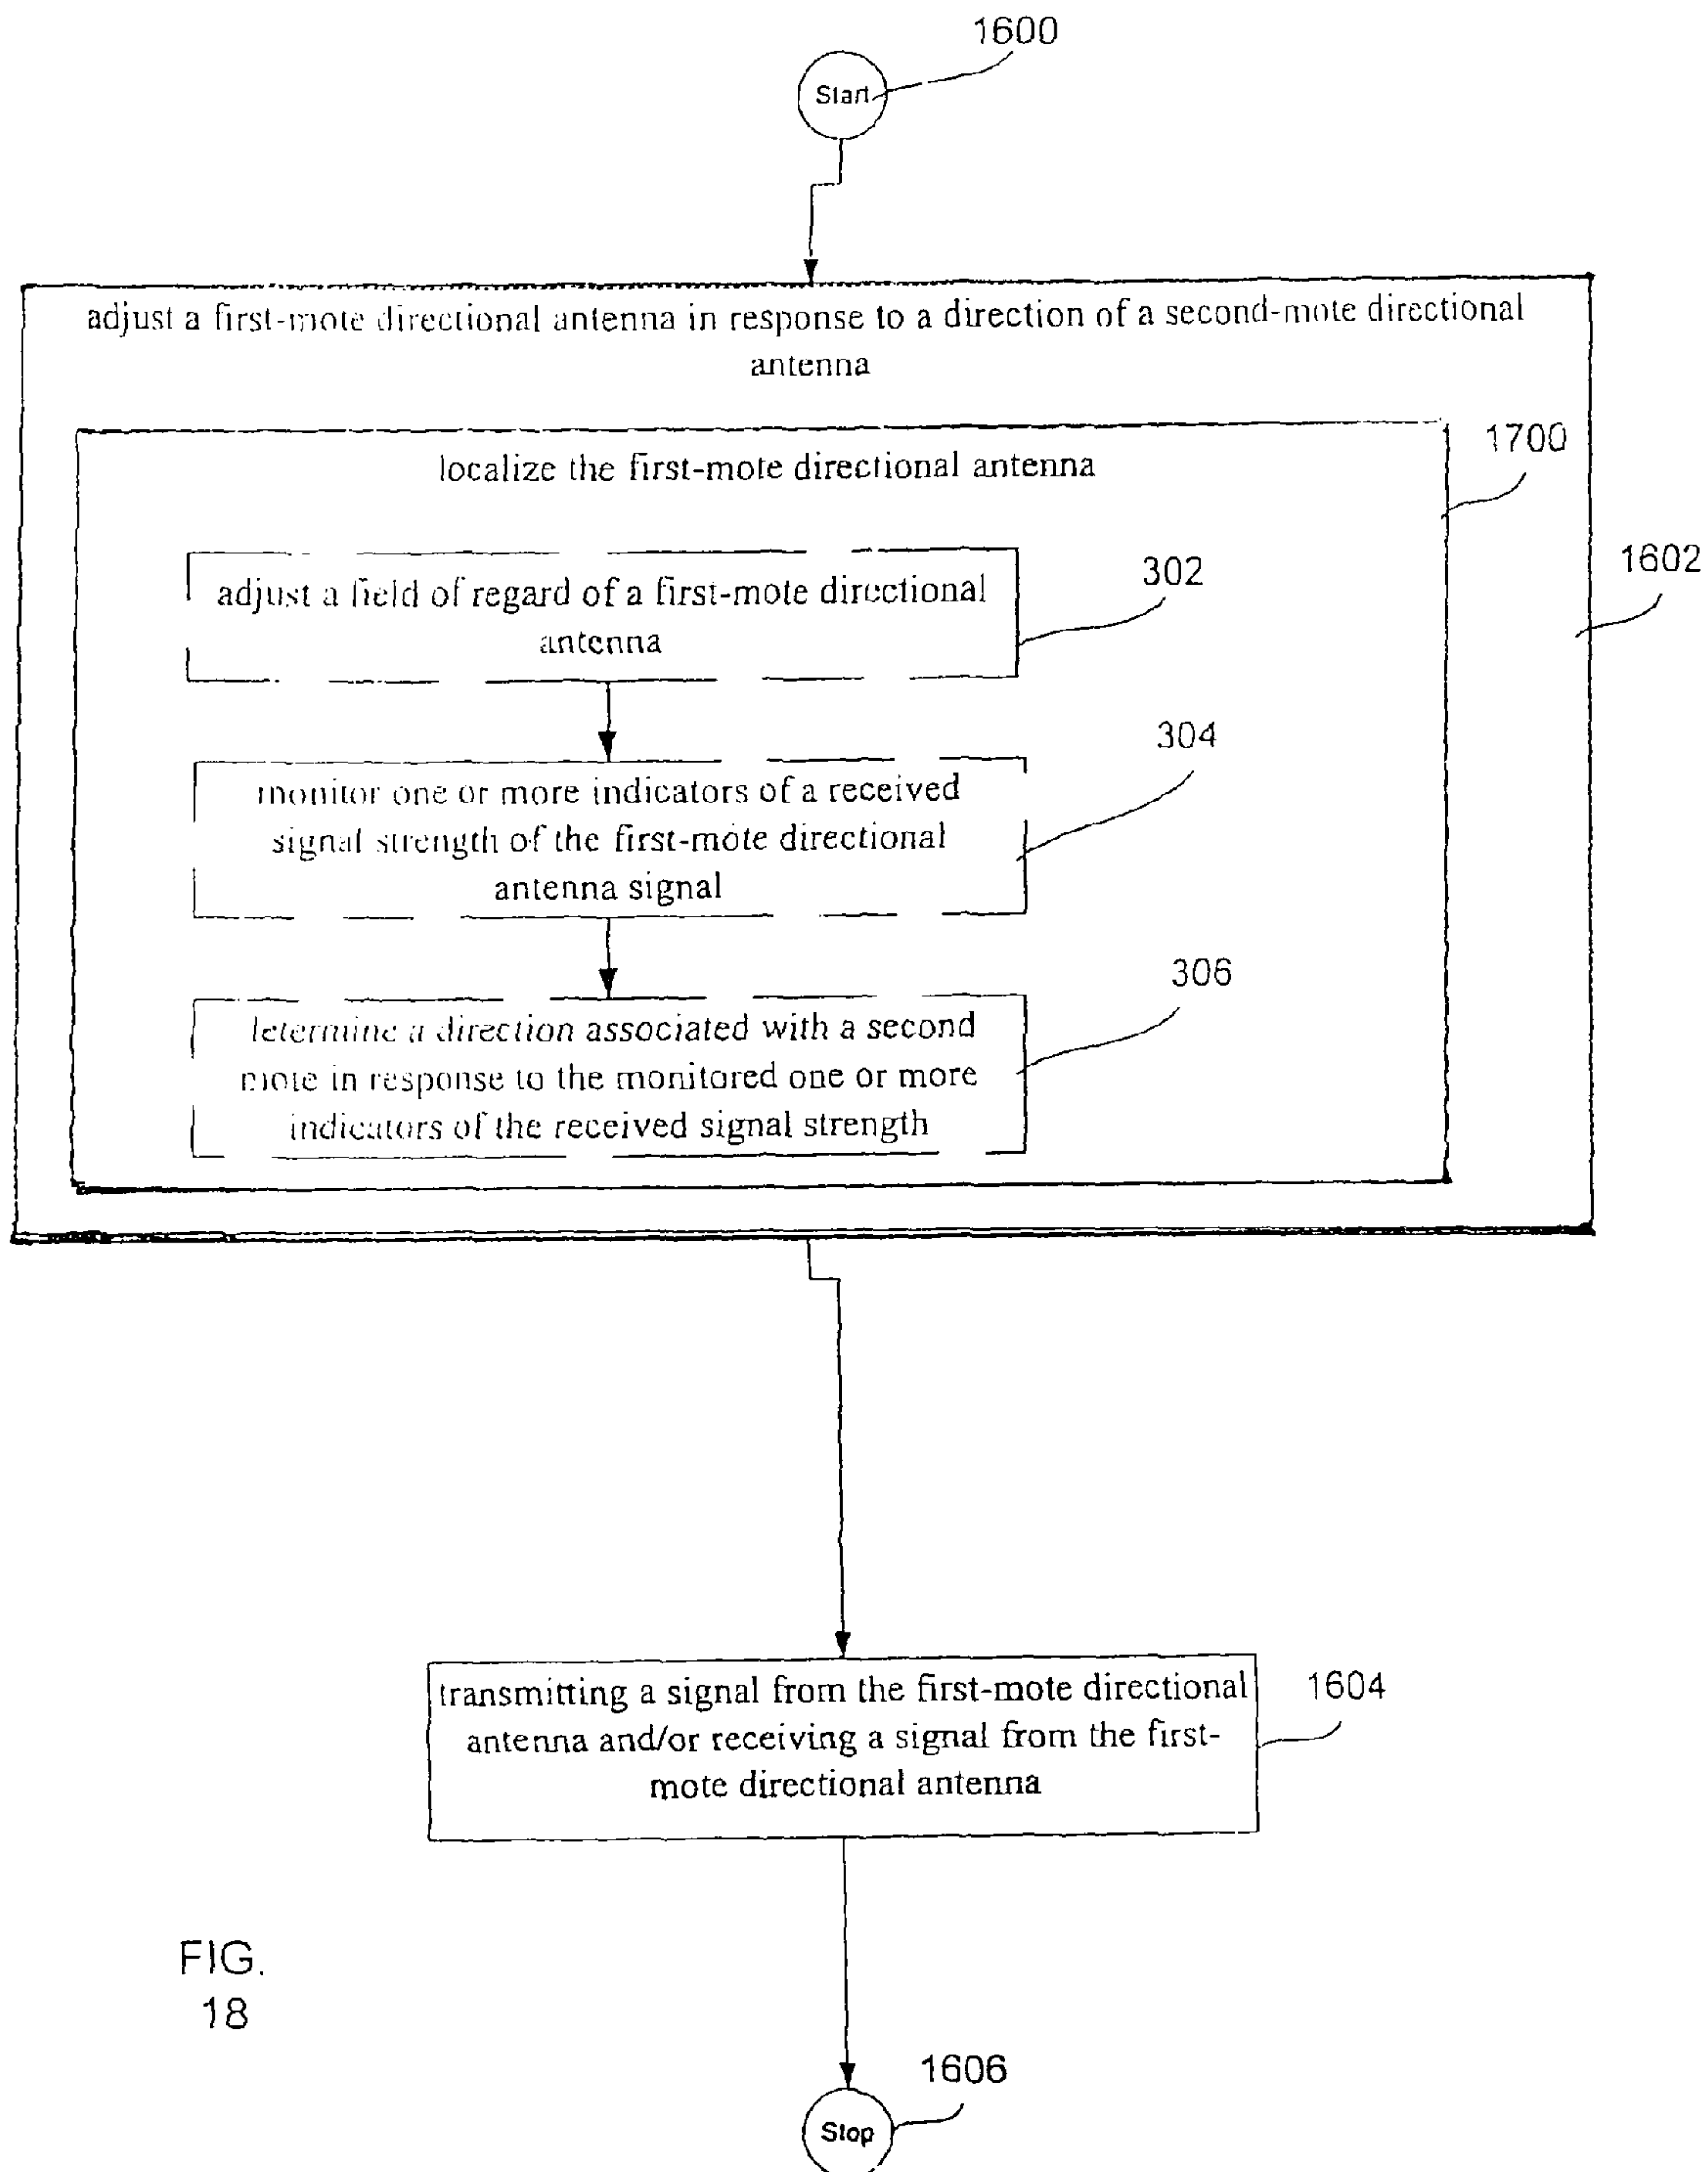 1600
Start
adjust a first-mote directional antenna in response to a direction of a second-mote directional
antenna
1700
localize the first-mote directional antenna
1602
302
adjust a field of regard of a first-mote directional
antenna
304
monitor one or more indicators of a received
signal strength of the first-mote directional
antenna signal
306
determine a direction associated with a second
mote in response to the monitored one or more
indicators of the received signal strength
transmitting a signal from the first-mote directional
antenna and/or receiving a signal from the first-
mote directional antenna
1604
FIG.
18
1606
Stop